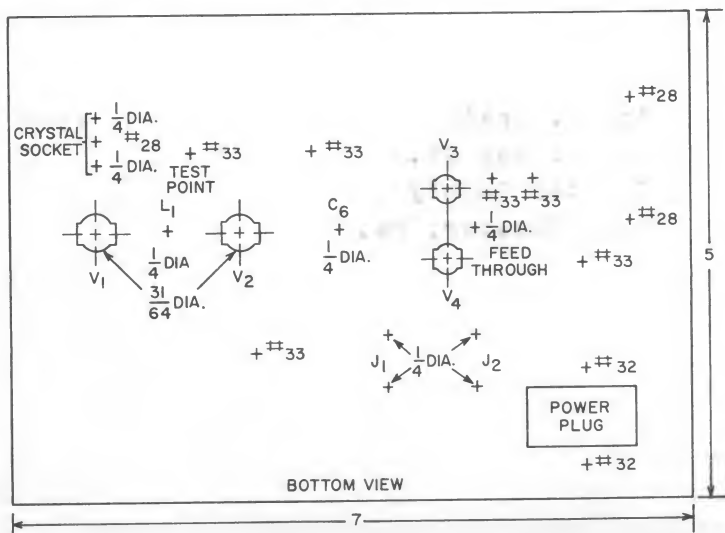 + #28
CRYSTAL SOCKET
+ 1/4 DIA.
+ #28
+ 1/4 DIA.
+ #33
TEST POINT
+ #33
V3
+ +
#33 #33
+ #28
L1
+
1/4 DIA
C6
+
1/4 DIA.
+ 1/4 DIA.
FEED THROUGH
+ #33
V1
V2
31/64 DIA.
V4
5
+ #33
J1
1/4 DIA.
J2
+ #32
POWER PLUG
+ #32
BOTTOM VIEW
7